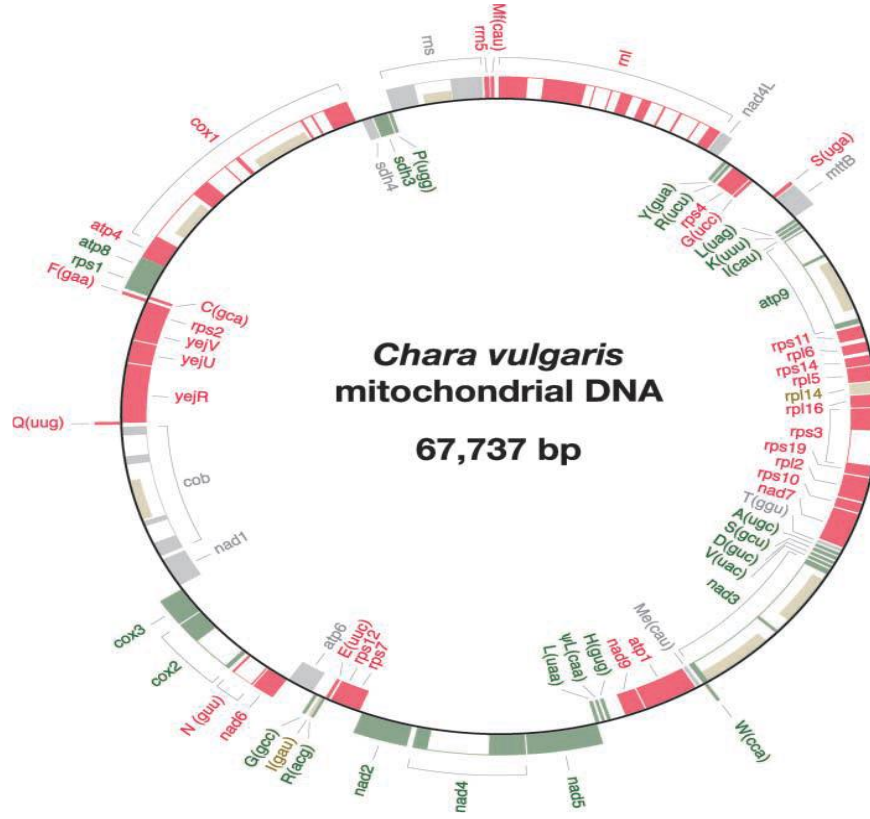 Chara vulgaris
mitochondrial DNA
67,737 bp
rns
rrn5
Mf(cau)
rnl
nad4L
S(uga)
mttB
Y(gua)
R(ucu)
rps4
G(ucc)
L(uag)
K(uuu)
I(cau)
atp9
rps11
rpl6
rps14
rpl5
rpl14
rpl16
rps3
rps19
rpl2
rps10
nad7
T(ggu)
A(ugc)
S(gcu)
D(guc)
V(uac)
nad3
W(cca)
Me(cau)
atp1
nad9
H(gug)
ψL(caa)
L(uaa)
nad5
nad4
nad2
rps7
rps12
E(uuc)
atp6
R(acg)
I(gau)
G(gcc)
nad6
N (guu)
cox2
cox3
nad1
cob
Q(uug)
yejR
yejU
yejV
rps2
C(gca)
F(gaa)
rps1
atp8
atp4
cox1
sdh4
sdh3
P(ugg)